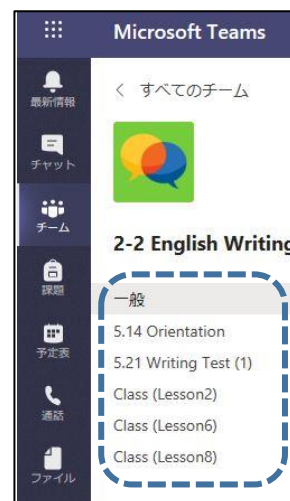 Microsoft Teams
最新情報
チャット
チーム
課題
予定表
通話
ファイル
< すべてのチーム
2-2 English Writing
一般
5.14 Orientation
5.21 Writing Test (1)
Class (Lesson2)
Class (Lesson6)
Class (Lesson8)